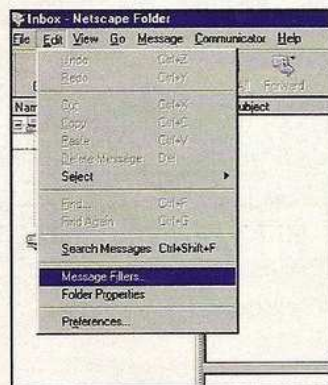 Inbox - Netscape Folder
File Edit View Go Message Communicator Help
Undo Ctrl+Z
Redo Ctrl+Y
Forward
Nam
ubject
Cut Ctrl+X
Copy Ctrl+C
Paste Ctrl+V
Delete Message Del
Select
Find... Ctrl+F
Find Again Ctrl+G
Search Messages Ctrl+Shift+F
Message Filters...
Folder Properties
Preferences...